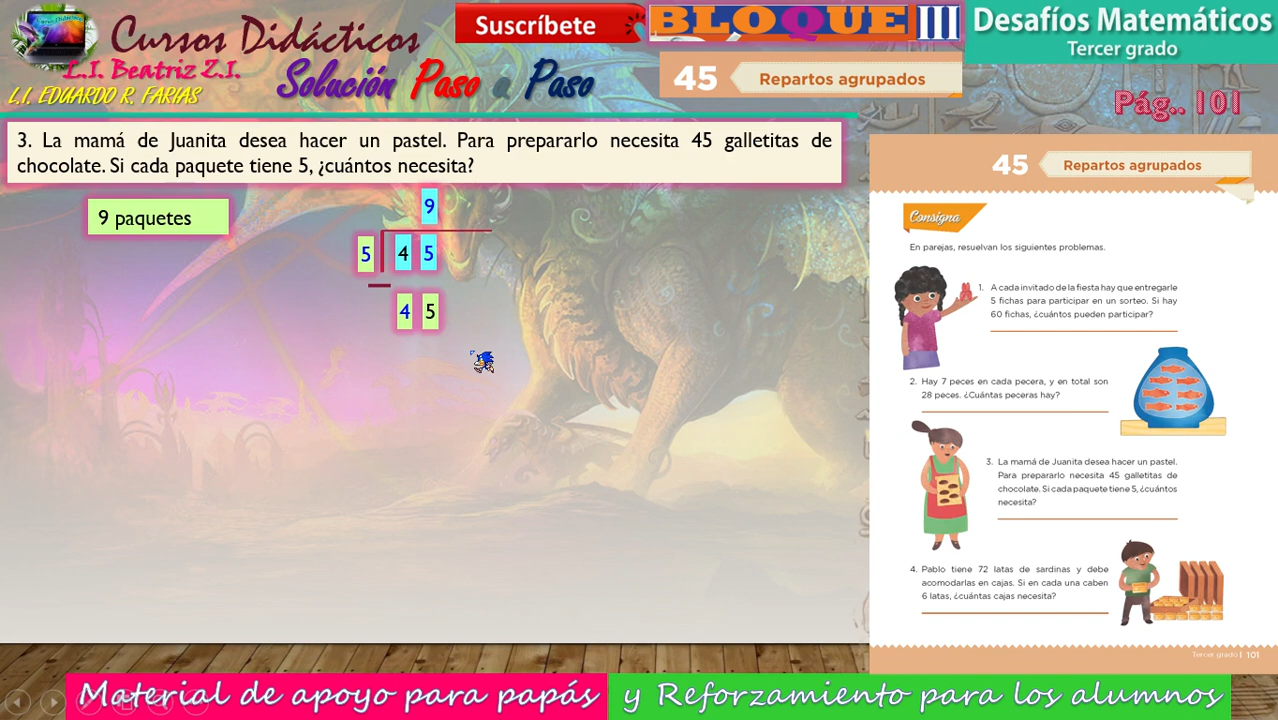 Cursos Didácticos
L.I. Beatriz Z.I.
L.I. EDUARDO R. FARIAS
Solución Paso a Paso
Suscríbete
BLOQUE III
45 Repartos agrupados
Desafíos Matemáticos
Tercer grado
Pág.. 101
3. La mamá de Juanita desea hacer un pastel. Para prepararlo necesita 45 galletitas de
chocolate. Si cada paquete tiene 5, ¿cuántos necesita?
9 paquetes
9
5 4 5
4 5
45 Repartos agrupados
Consigna
En parejas, resuelvan los siguientes problemas.
1. A cada invitado de la fiesta hay que entregarle
5 fichas para participar en un sorteo. Si hay
60 fichas, ¿cuántos pueden participar?
2. Hay 7 peces en cada pecera, y en total son
28 peces. ¿Cuántas peceras hay?
3. La mamá de Juanita desea hacer un pastel.
Para prepararlo necesita 45 galletitas de
chocolate. Si cada paquete tiene 5, ¿cuántos
necesita?
4. Pablo tiene 72 latas de sardinas y debe
acomodarlas en cajas. Si en cada una caben
6 latas, ¿cuántas cajas necesita?
Tercer grado | 101
Material de apoyo para papás y Reforzamiento para los alumnos